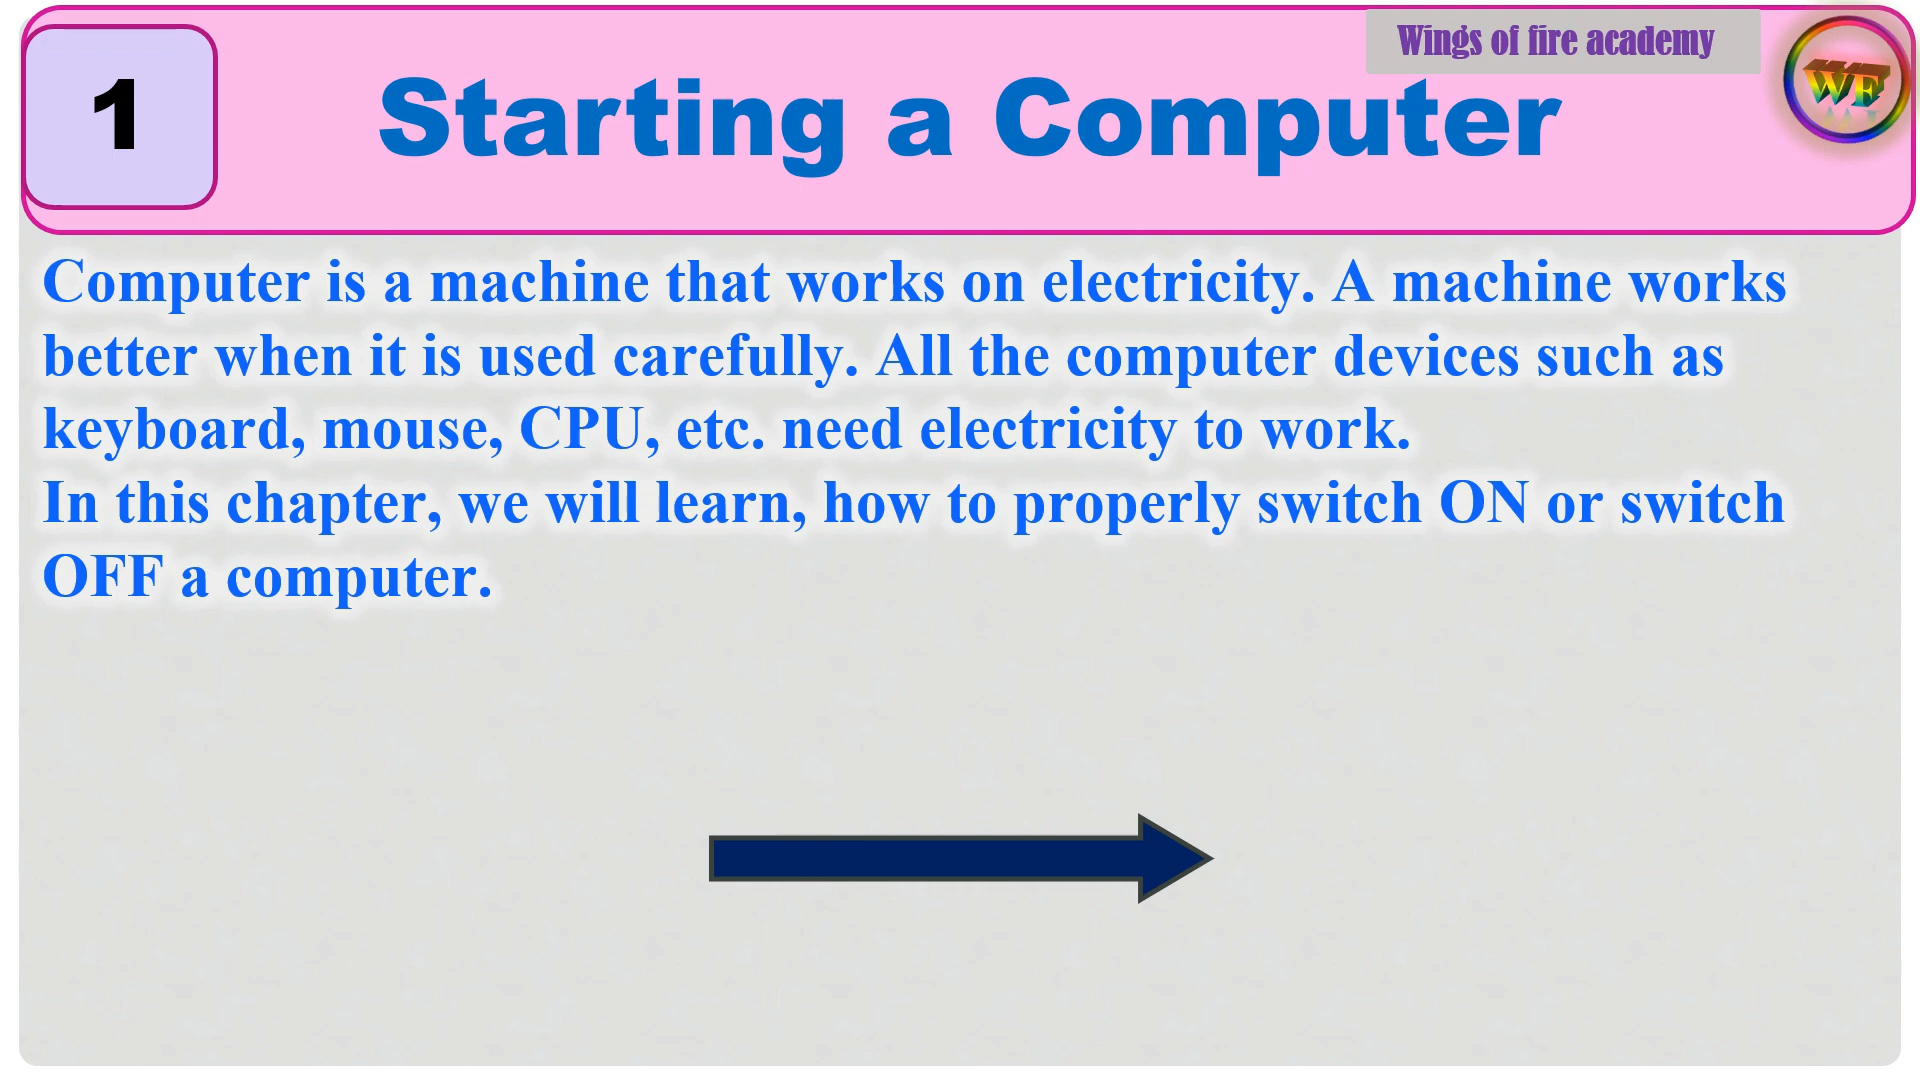 Wings of fire academy
WF
1
Starting a Computer
Computer is a machine that works on electricity. A machine works
better when it is used carefully. All the computer devices such as
keyboard, mouse, CPU, etc. need electricity to work.
In this chapter, we will learn, how to properly switch ON or switch
OFF a computer.